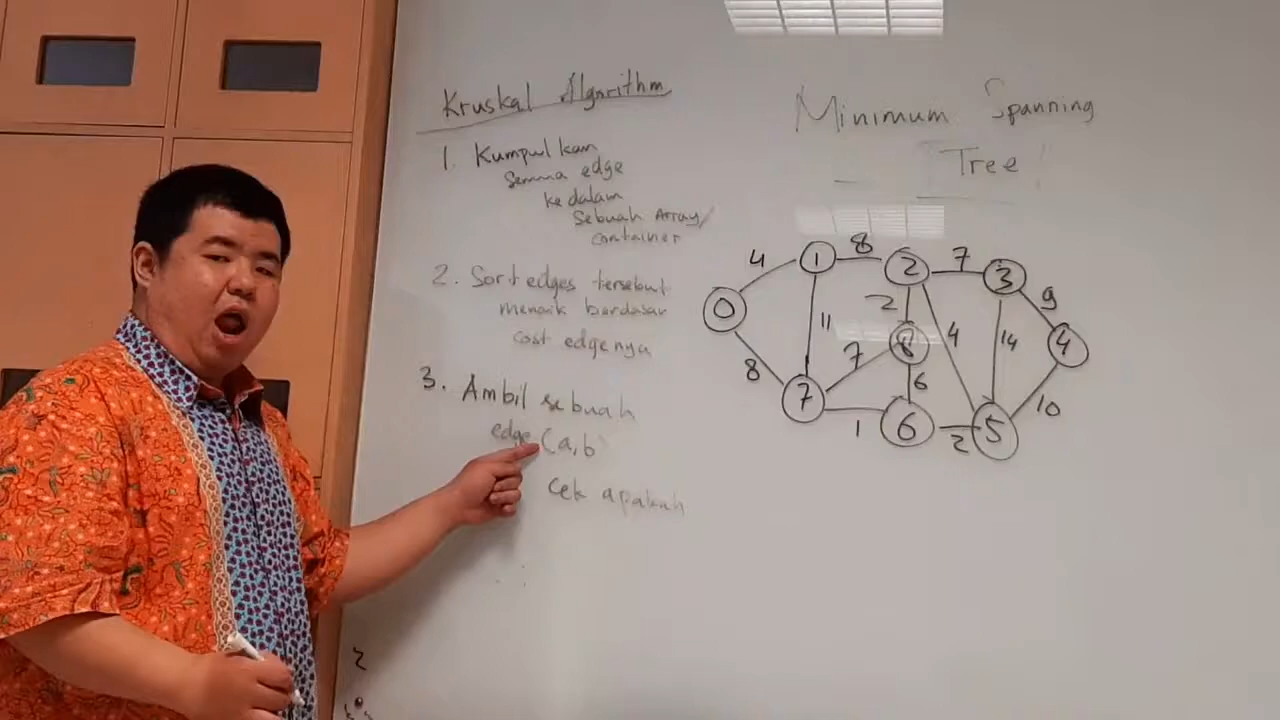 Kruskal Algorithm
1. Kumpulkan
Semua edge
ke dalam
Sebuah Array/
container
2. Sort edges tersebut
menaik berdasar
cost edgenya
3. Ambil sebuah
edge (a,b)
cek apakah
Minimum Spanning
Tree
4 1 8 2 7 3 9
0 11 2 8 4 14 4
8 7 7 6 10
1 6 2 5
2